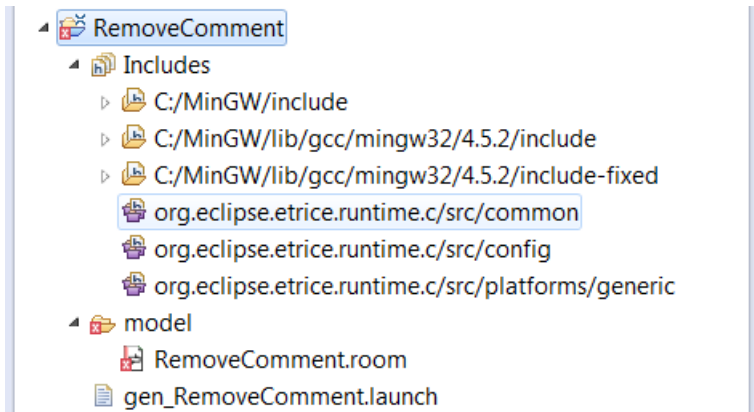 RemoveComment
Includes
C:/MinGW/include
C:/MinGW/lib/gcc/mingw32/4.5.2/include
C:/MinGW/lib/gcc/mingw32/4.5.2/include-fixed
org.eclipse.etrice.runtime.c/src/common
org.eclipse.etrice.runtime.c/src/config
org.eclipse.etrice.runtime.c/src/platforms/generic
model
RemoveComment.room
gen_RemoveComment.launch